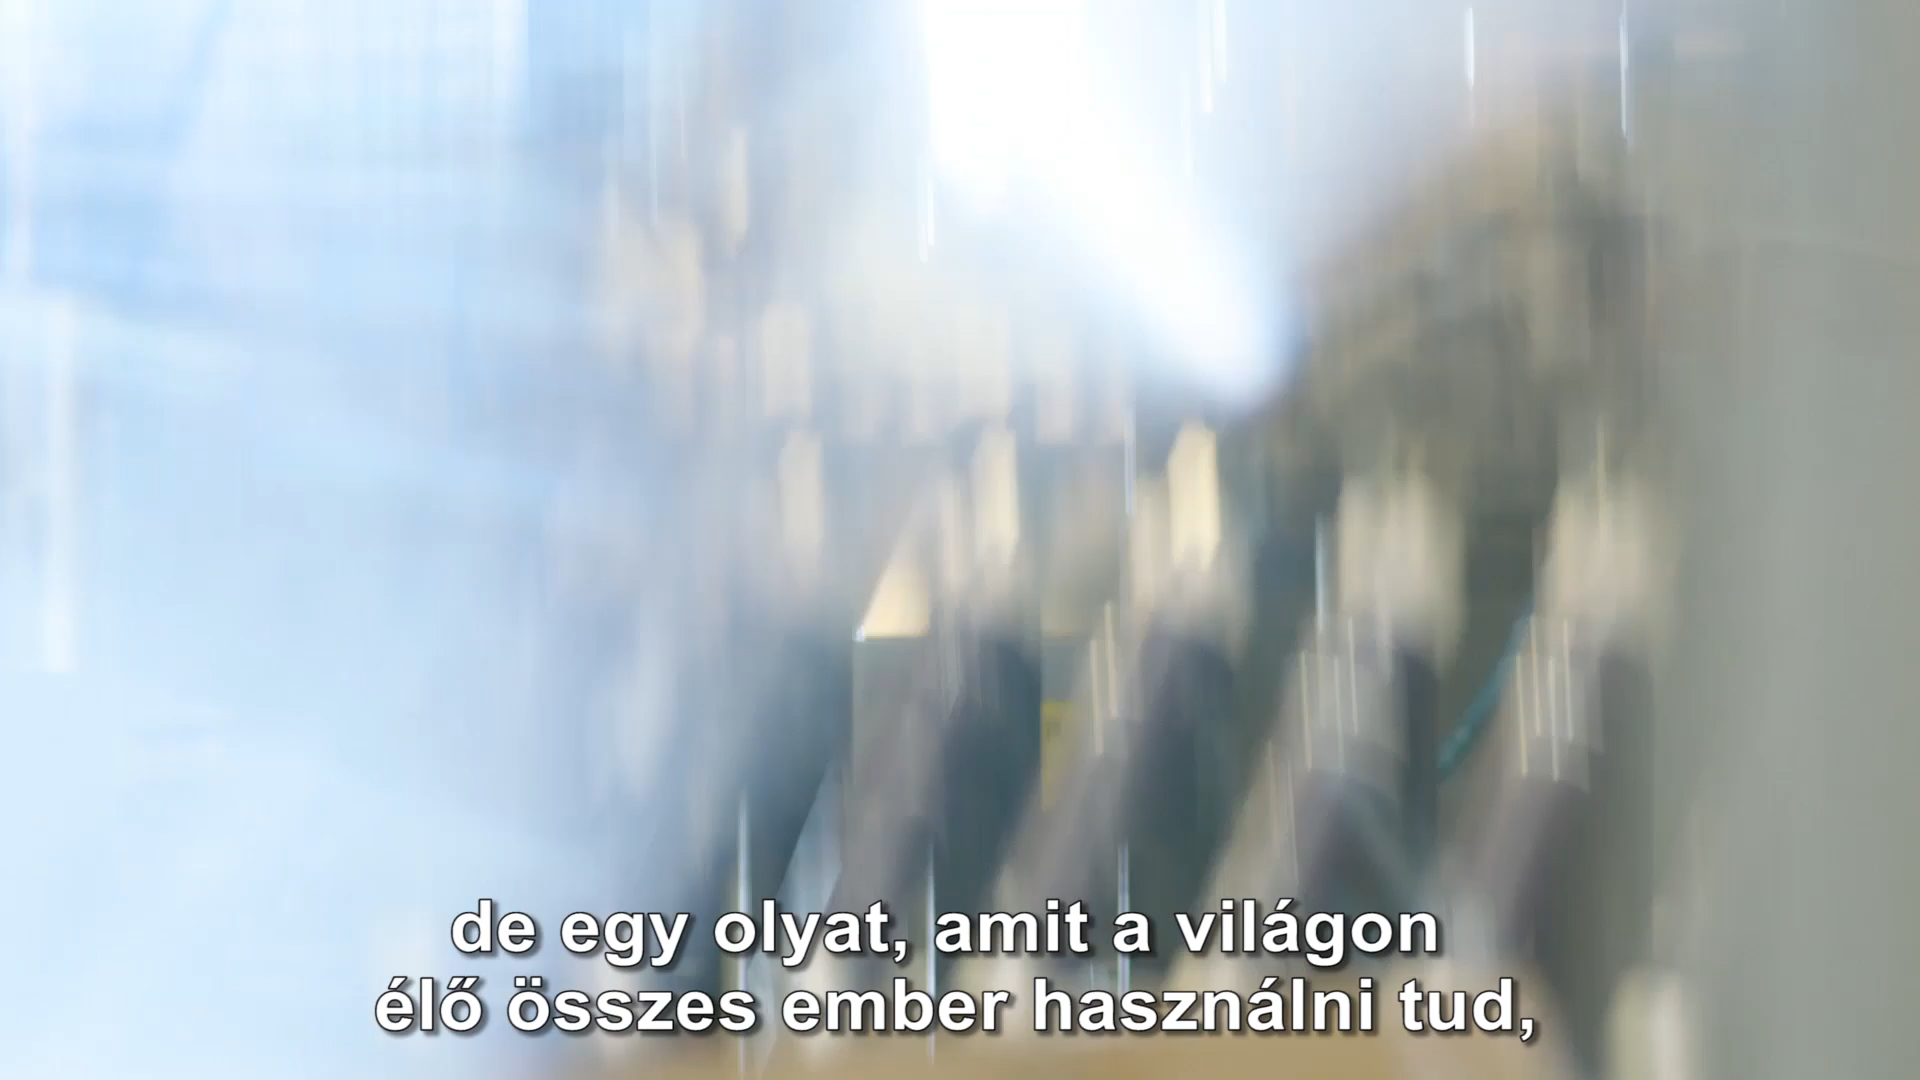 de egy olyat, amit a világon
élő összes ember használni tud,